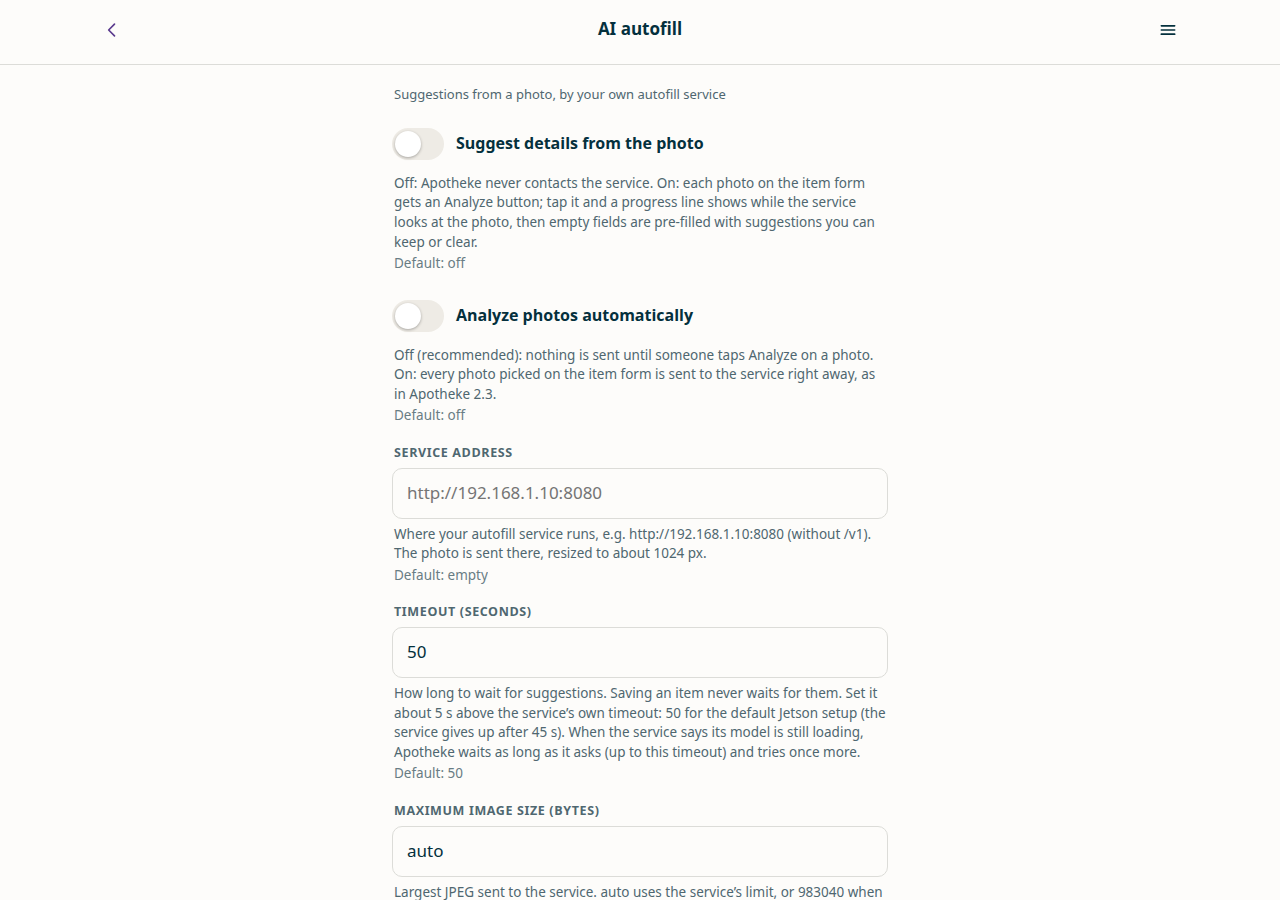 AI autofill
Suggestions from a photo, by your own autofill service
Suggest details from the photo
Off: Apotheke never contacts the service. On: each photo on the item form
gets an Analyze button; tap it and a progress line shows while the service
looks at the photo, then empty fields are pre-filled with suggestions you can
keep or clear.
Default: off
Analyze photos automatically
Off (recommended): nothing is sent until someone taps Analyze on a photo.
On: every photo picked on the item form is sent to the service right away, as
in Apotheke 2.3.
Default: off
SERVICE ADDRESS
http://192.168.1.10:8080
Where your autofill service runs, e.g. http://192.168.1.10:8080 (without /v1).
The photo is sent there, resized to about 1024 px.
Default: empty
TIMEOUT (SECONDS)
50
How long to wait for suggestions. Saving an item never waits for them. Set it
about 5 s above the service’s own timeout: 50 for the default Jetson setup (the
service gives up after 45 s). When the service says its model is still loading,
Apotheke waits as long as it asks (up to this timeout) and tries once more.
Default: 50
MAXIMUM IMAGE SIZE (BYTES)
auto
Largest JPEG sent to the service. auto uses the service’s limit, or 983040 when